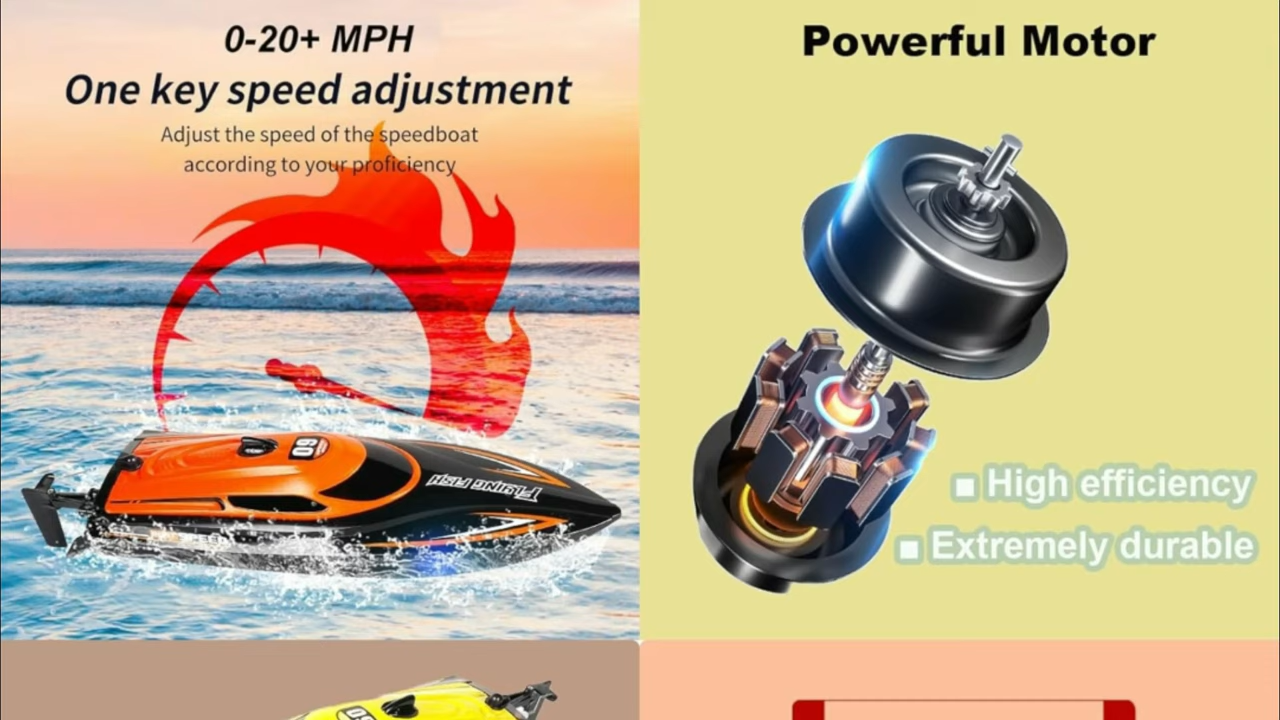 0-20+ MPH
One key speed adjustment
Adjust the speed of the speedboat
according to your proficiency
60
FLYING FISH
Powerful Motor
High efficiency
Extremely durable